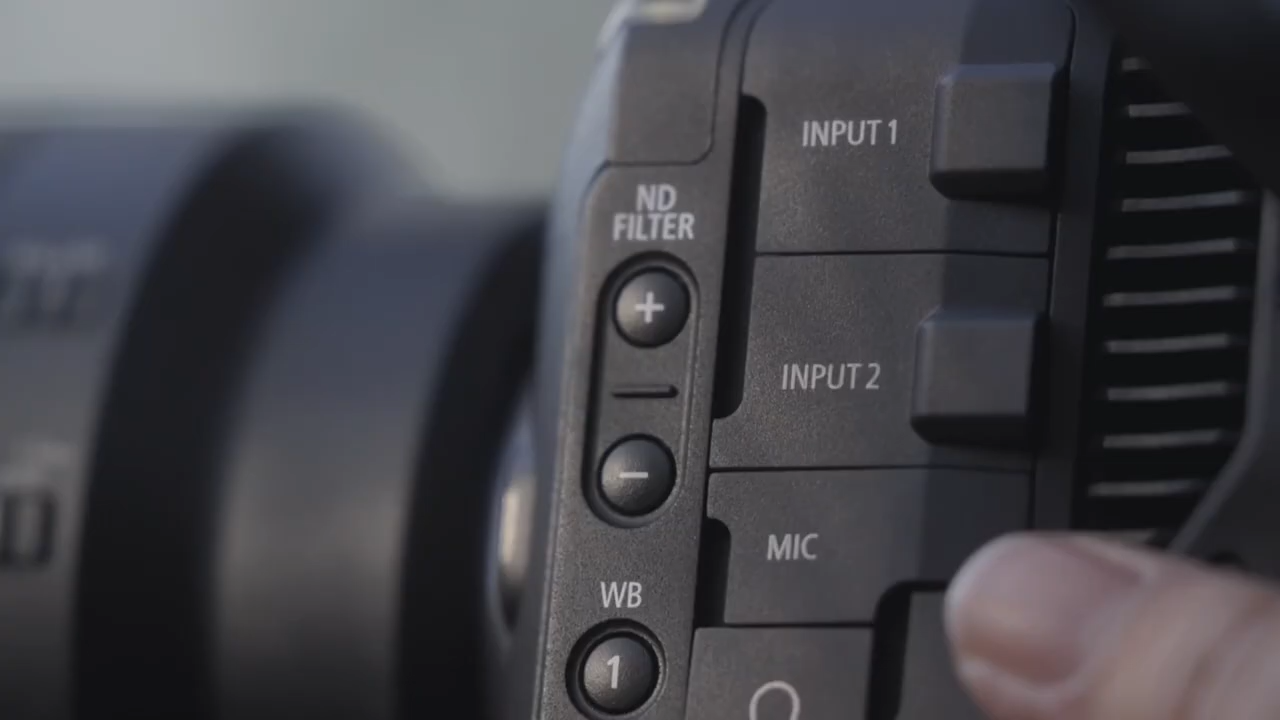 INPUT 1
ND
FILTER
+
INPUT 2
−
MIC
WB
1